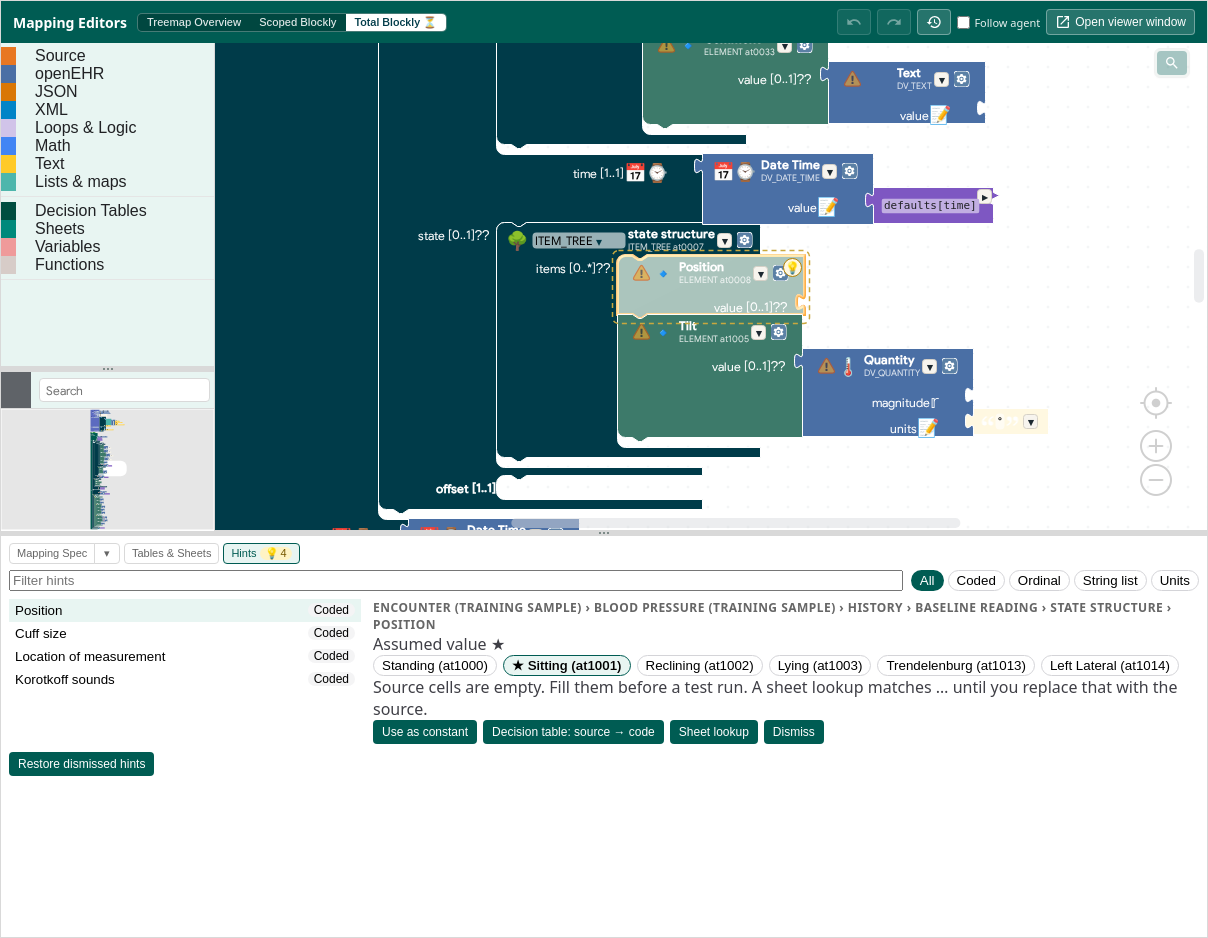 Mapping Editors
Treemap Overview
Scoped Blockly
Total Blockly ⏳
Follow agent
Open viewer window
Source
openEHR
JSON
XML
Loops & Logic
Math
Text
Lists & maps
Decision Tables
Sheets
Variables
Functions
Search
ELEMENT at0033
value [0..1]??
Text
DV_TEXT
value📝
time [1..1]📅⌚
📅⌚ Date Time
DV_DATE_TIME
value📝
defaults[time]
state [0..1]??
ITEM_TREE ▾
state structure
ITEM_TREE at0007
items [0..*]??
Position
ELEMENT at0008
value [0..1]??
Tilt
ELEMENT at1005
value [0..1]??
Quantity
DV_QUANTITY
magnitude
units📝
°
offset [1..1]
Date Time
Mapping Spec ▾
Tables & Sheets
Hints 💡 4
Filter hints
All
Coded
Ordinal
String list
Units
Position Coded
Cuff size Coded
Location of measurement Coded
Korotkoff sounds Coded
Restore dismissed hints
ENCOUNTER (TRAINING SAMPLE) › BLOOD PRESSURE (TRAINING SAMPLE) › HISTORY › BASELINE READING › STATE STRUCTURE ›
POSITION
Assumed value ★
Standing (at1000)
★ Sitting (at1001)
Reclining (at1002)
Lying (at1003)
Trendelenburg (at1013)
Left Lateral (at1014)
Source cells are empty. Fill them before a test run. A sheet lookup matches … until you replace that with the
source.
Use as constant
Decision table: source → code
Sheet lookup
Dismiss